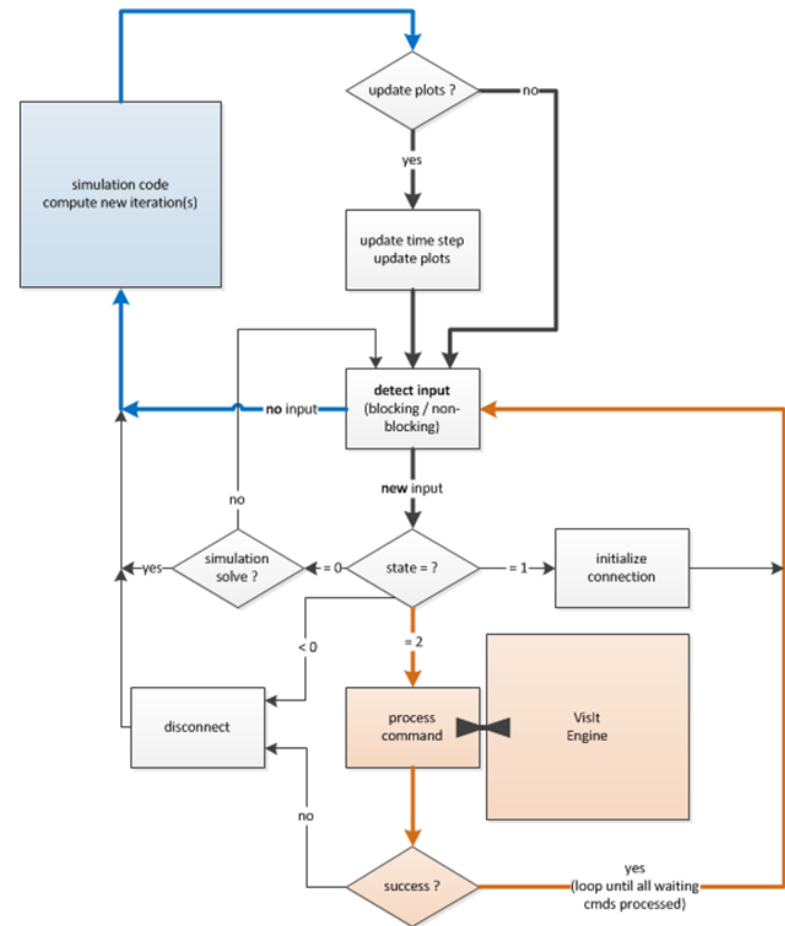 update plots ?
no
yes
simulation code
compute new iteration(s)
update time step
update plots
detect input
(blocking / non-
blocking)
no input
new input
no
simulation
solve ?
yes
= 0
state = ?
= 1
initialize
connection
< 0
= 2
disconnect
process
command
VisIt
Engine
no
success ?
yes
(loop until all waiting
cmds processed)